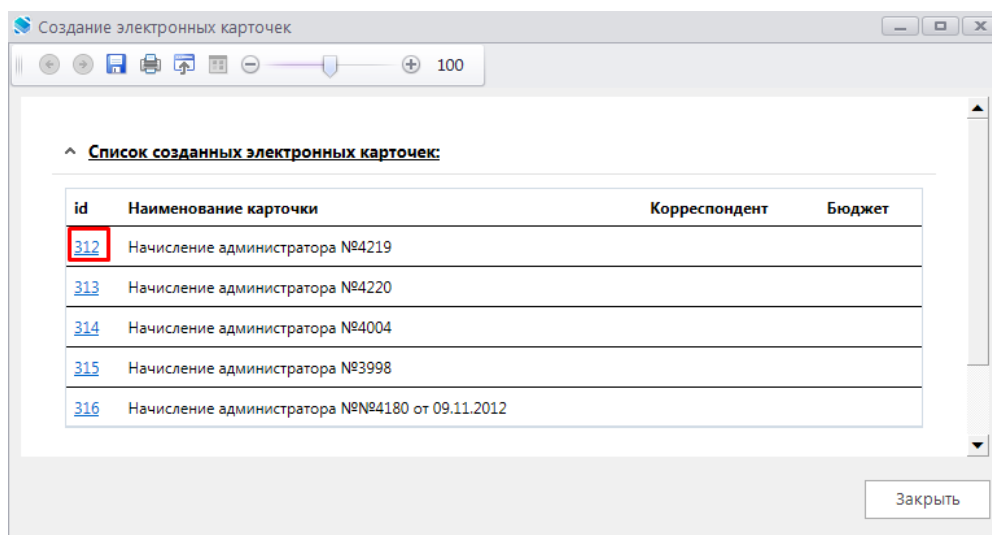 Создание электронных карточек
100
Список созданных электронных карточек:
id Наименование карточки Корреспондент Бюджет
312 Начисление администратора №4219
313 Начисление администратора №4220
314 Начисление администратора №4004
315 Начисление администратора №3998
316 Начисление администратора №№4180 от 09.11.2012
Закрыть